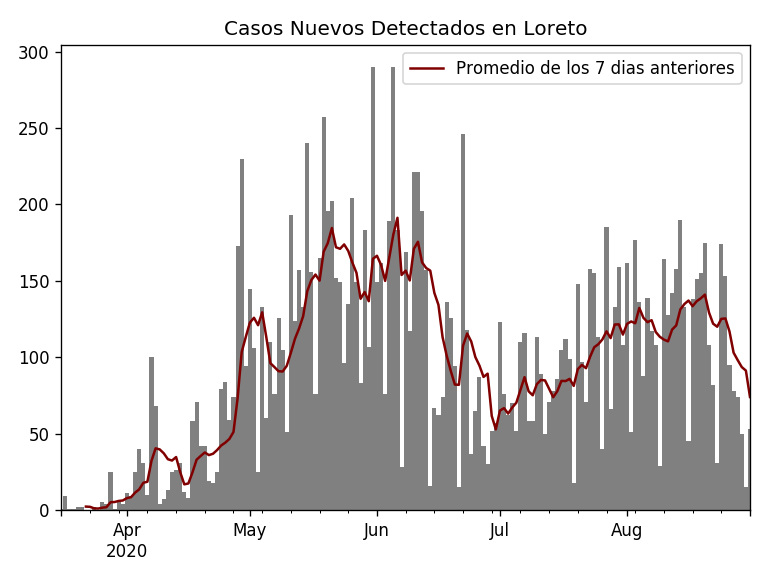 Casos Nuevos Detectados en Loreto
Promedio de los 7 dias anteriores
300
250
200
150
100
50
0
Apr
2020
May
Jun
Jul
Aug